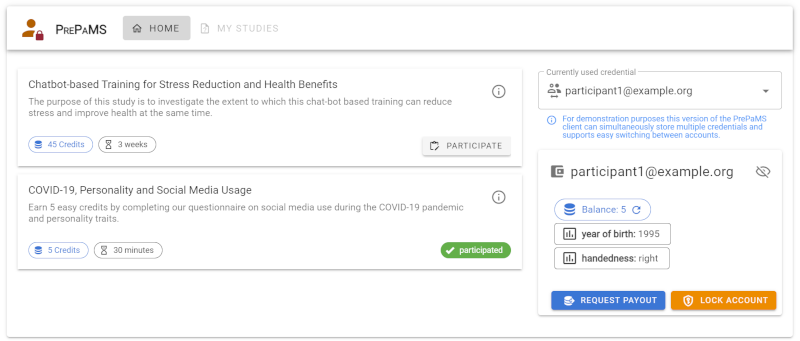 PrePaMS
HOME
MY STUDIES
Chatbot-based Training for Stress Reduction and Health Benefits
The purpose of this study is to investigate the extent to which this chat-bot based training can reduce
stress and improve health at the same time.
45 Credits
3 weeks
PARTICIPATE
COVID-19, Personality and Social Media Usage
Earn 5 easy credits by completing our questionnaire on social media use during the COVID-19 pandemic
and personality traits.
5 Credits
30 minutes
participated
Currently used credential
participant1@example.org
For demonstration purposes this version of the PrePaMS
client can simultaneously store multiple credentials and
supports easy switching between accounts.
participant1@example.org
Balance: 5
year of birth: 1995
handedness: right
REQUEST PAYOUT
LOCK ACCOUNT